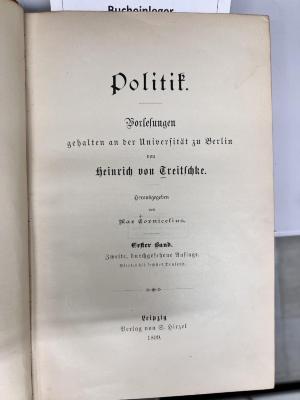 Bucheinleger
Politik.
Vorlesungen
gehalten an der Universität zu Berlin
von
Heinrich von Treitschke.
Herausgegeben
von
Max Cornicelius.
Erster Band.
Zweite, durchgesehene Auflage.
Leipzig
Verlag von S. Hirzel
1899.